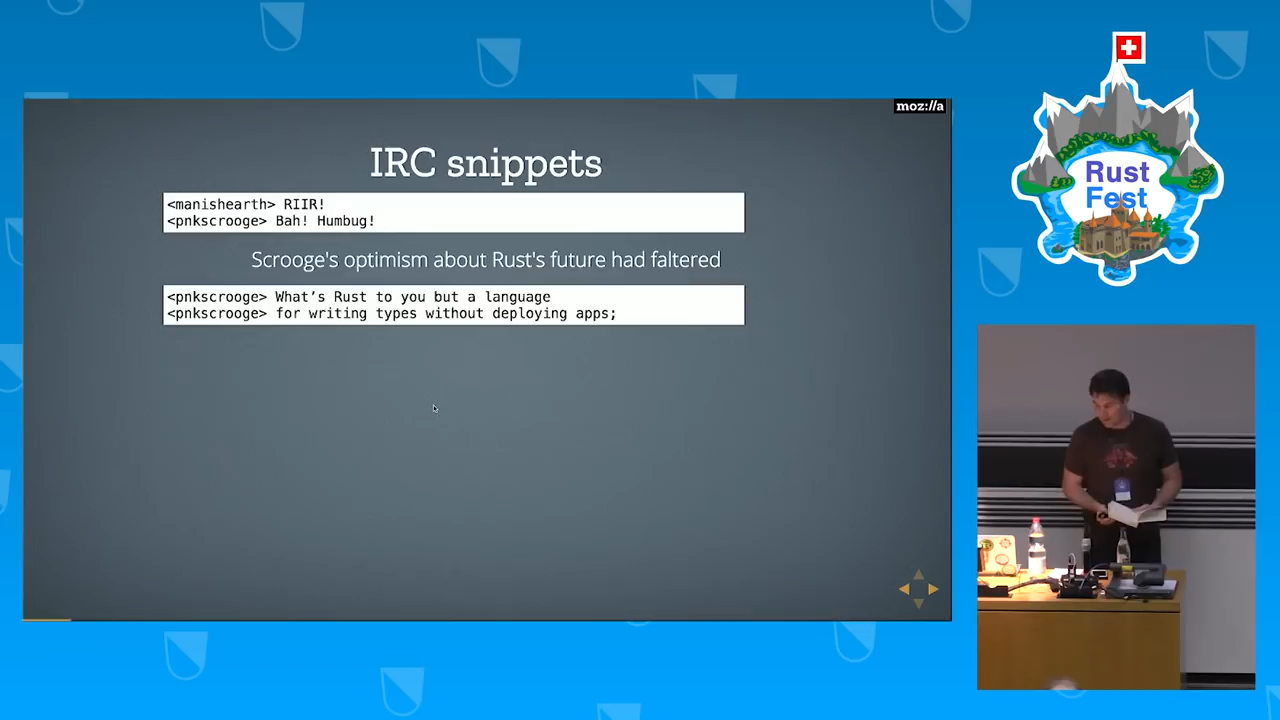 moz://a
IRC snippets
<manishearth> RIIR!
<pnkscrooge> Bah! Humbug!
Scrooge's optimism about Rust's future had faltered
<pnkscrooge> What’s Rust to you but a language
<pnkscrooge> for writing types without deploying apps;
Rust
Fest